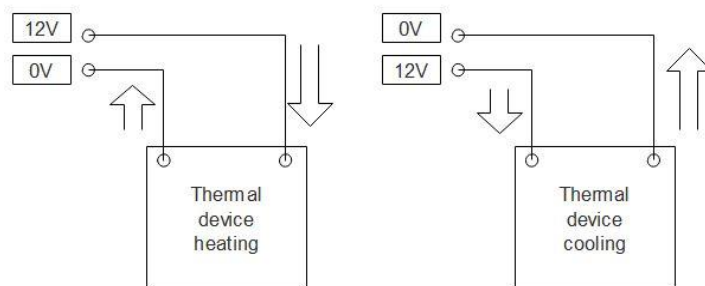 12V
0V
Thermal
device
heating
0V
12V
Thermal
device
cooling